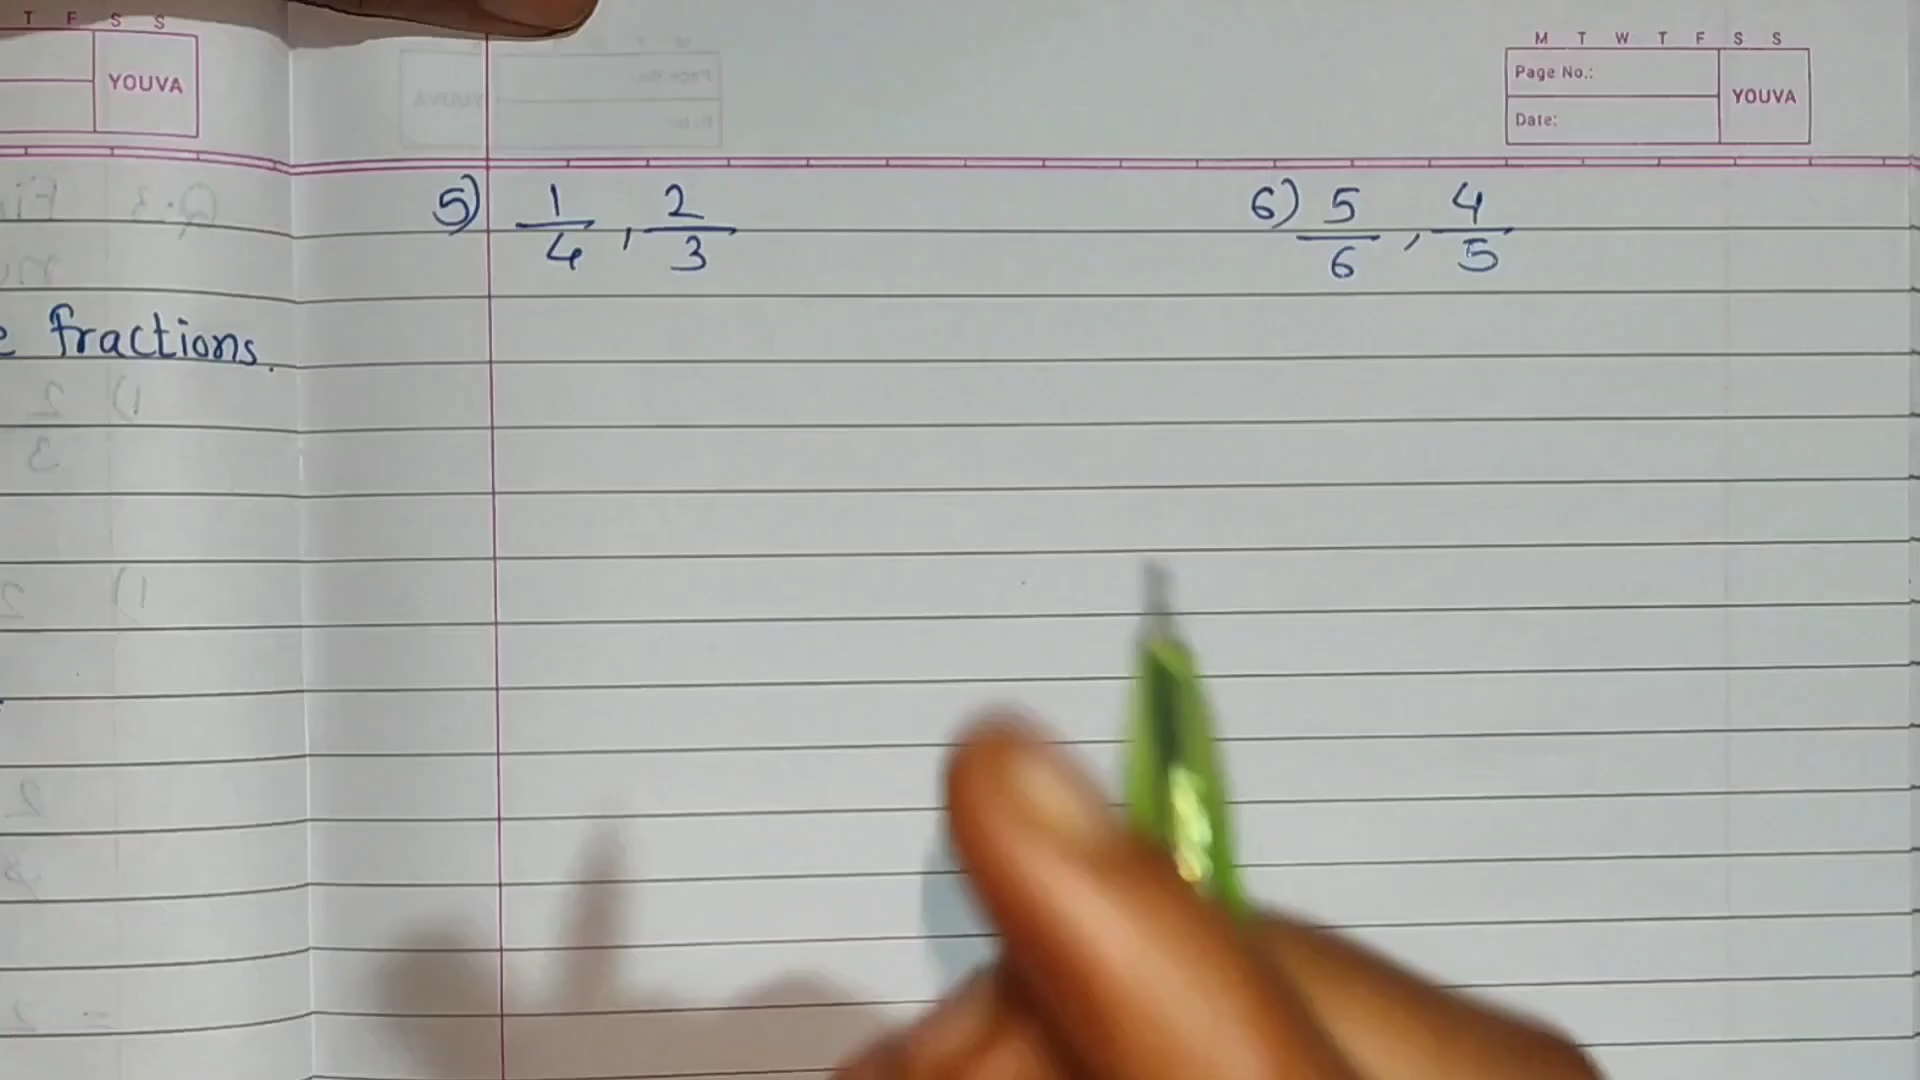 T F S S
YOUVA
fractions.
M T W T F S S
Page No.:
Date:
YOUVA
5) 1/4 , 2/3
6) 5/6 , 4/5